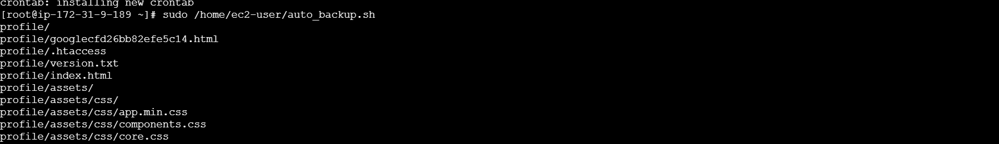 crontab: installing new crontab
[root@ip-172-31-9-189 ~]# sudo /home/ec2-user/auto_backup.sh
profile/
profile/googlecfd26bb82efe5c14.html
profile/.htaccess
profile/version.txt
profile/index.html
profile/assets/
profile/assets/css/
profile/assets/css/app.min.css
profile/assets/css/components.css
profile/assets/css/core.css